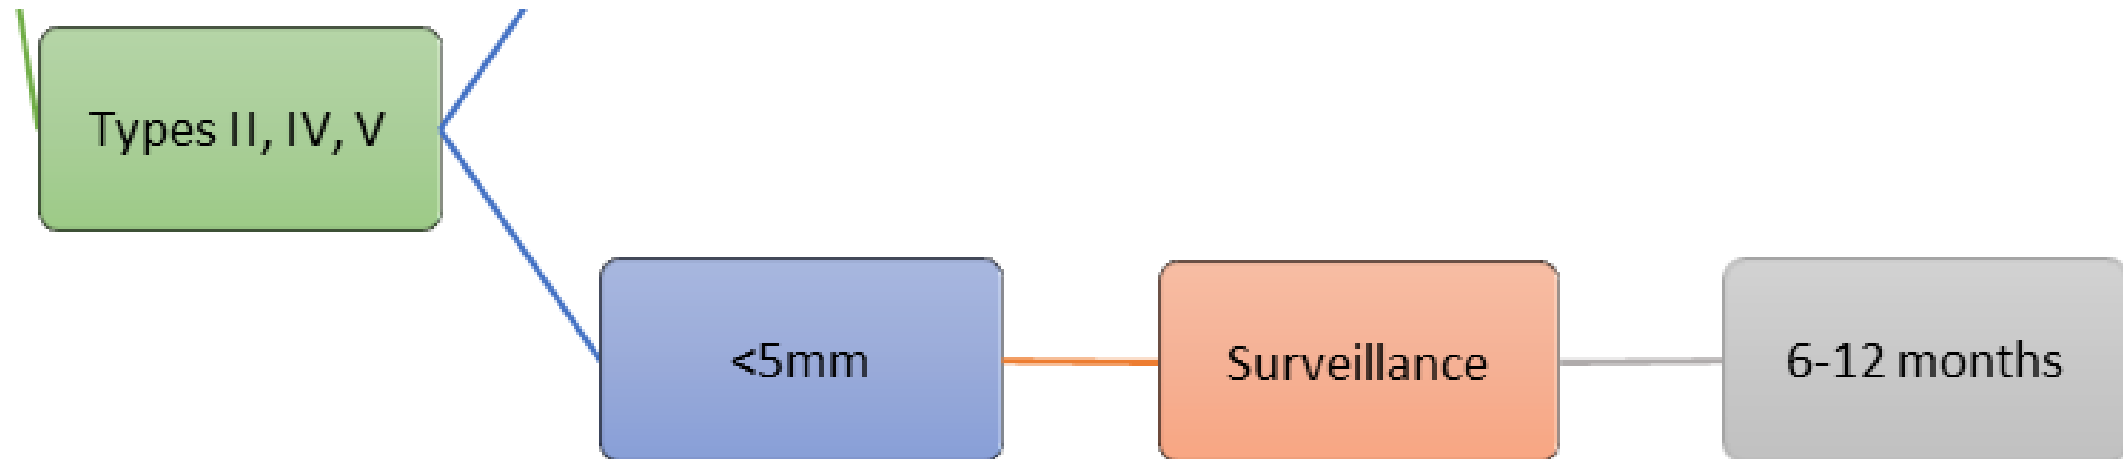 Types II, IV, V
<5mm
Surveillance
6-12 months